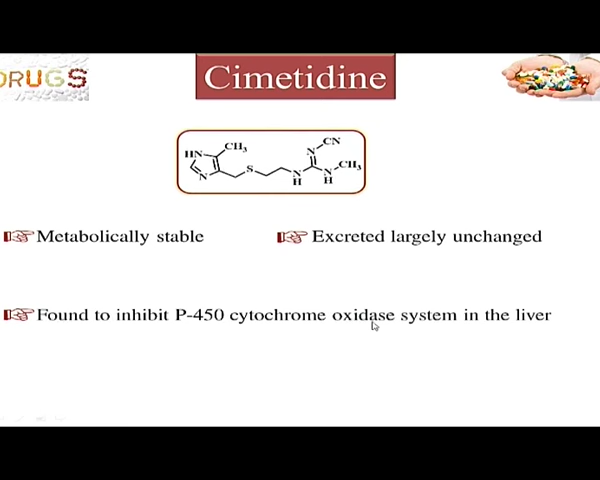 DRUGS
Cimetidine
CN
HN
CH₃
N
S
N
H
N
H
CH₃
N
Metabolically stable
Excreted largely unchanged
Found to inhibit P-450 cytochrome oxidase system in the liver